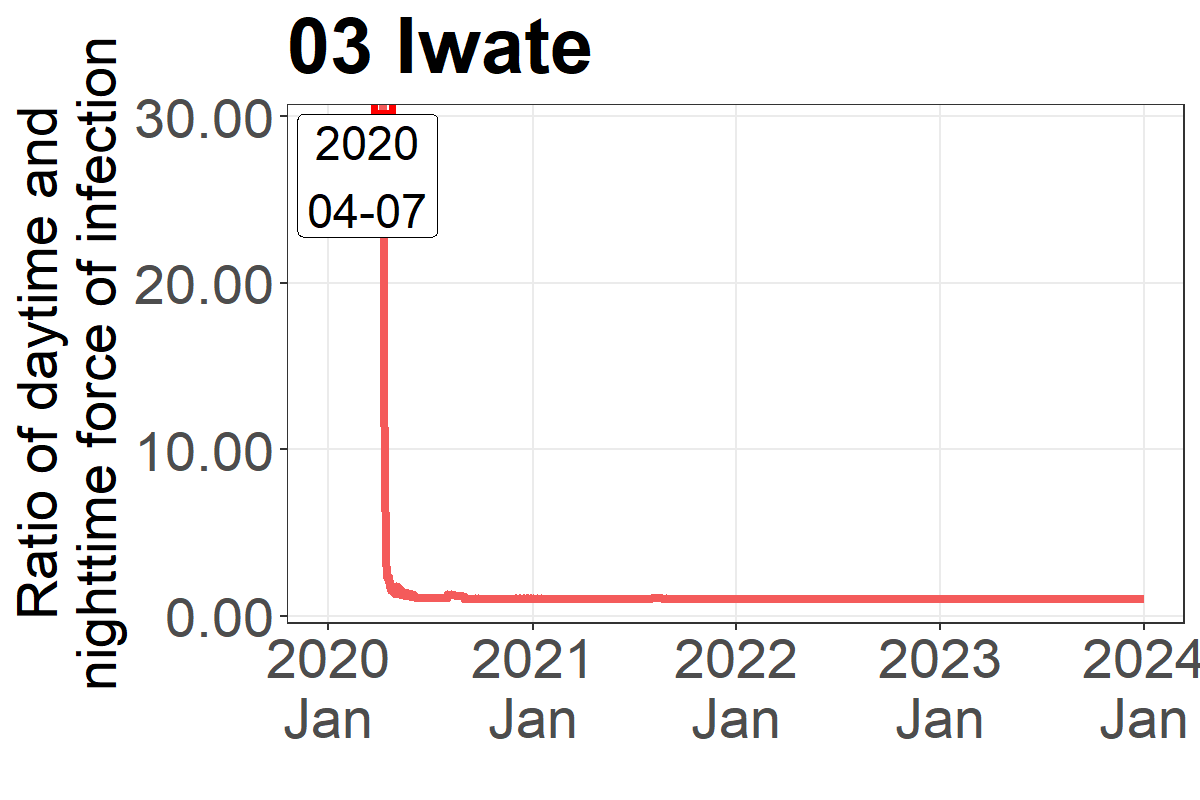 03 Iwate
Ratio of daytime and
nighttime force of infection
30.00
20.00
10.00
0.00
2020
04-07
2020
Jan
2021
Jan
2022
Jan
2023
Jan
2024
Jan